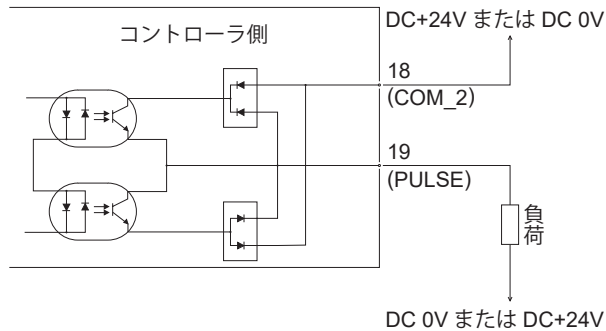 コントローラ側
DC+24V または DC 0V
18
(COM_2)
19
(PULSE)
負荷
DC 0V または DC+24V